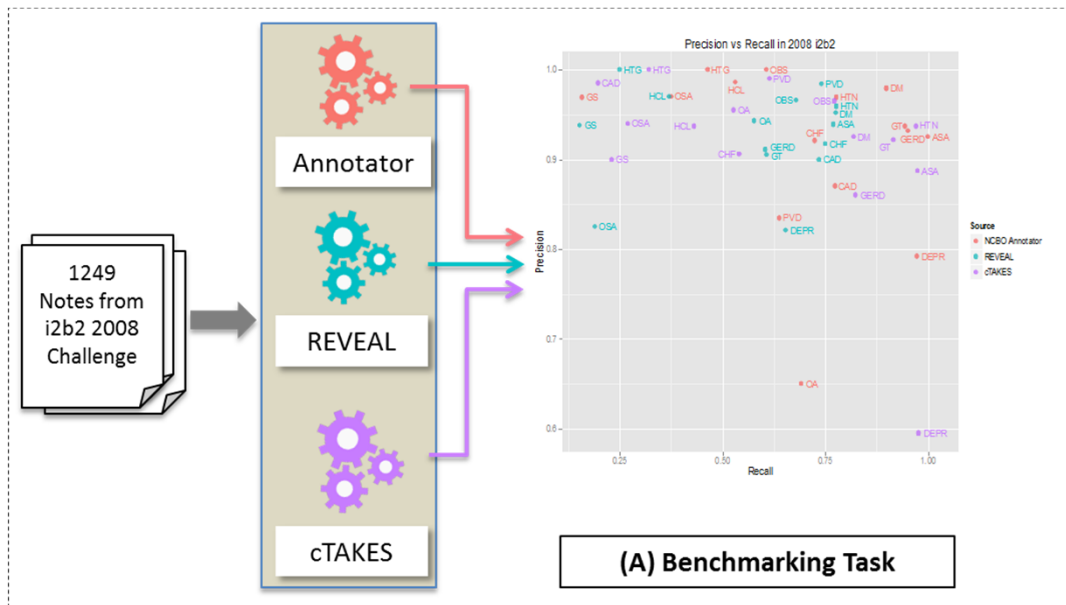 1249
Notes from
i2b2 2008
Challenge
Annotator
REVEAL
cTAKES
Precision vs Recall in 2008 i2b2
Precision
1.0
0.9
0.8
0.7
0.6
HTG
HTG
HTG
OBS
CAD
PVD
PVD
HCL
DM
GS
HCL
OSA
OBS
OBS
HTN
HTN
OA
DM
GS
OSA
HCL
OA
ASA
GT
HTN
GERD
ASA
CHF
DM
GT
CHF
GERD
GT
CHF
GS
CAD
ASA
CAD
GERD
OSA
PVD
DEPR
DEPR
OA
DEPR
0.25
0.50
0.75
1.00
Recall
Source
NCBO Annotator
REVEAL
cTAKES
(A) Benchmarking Task